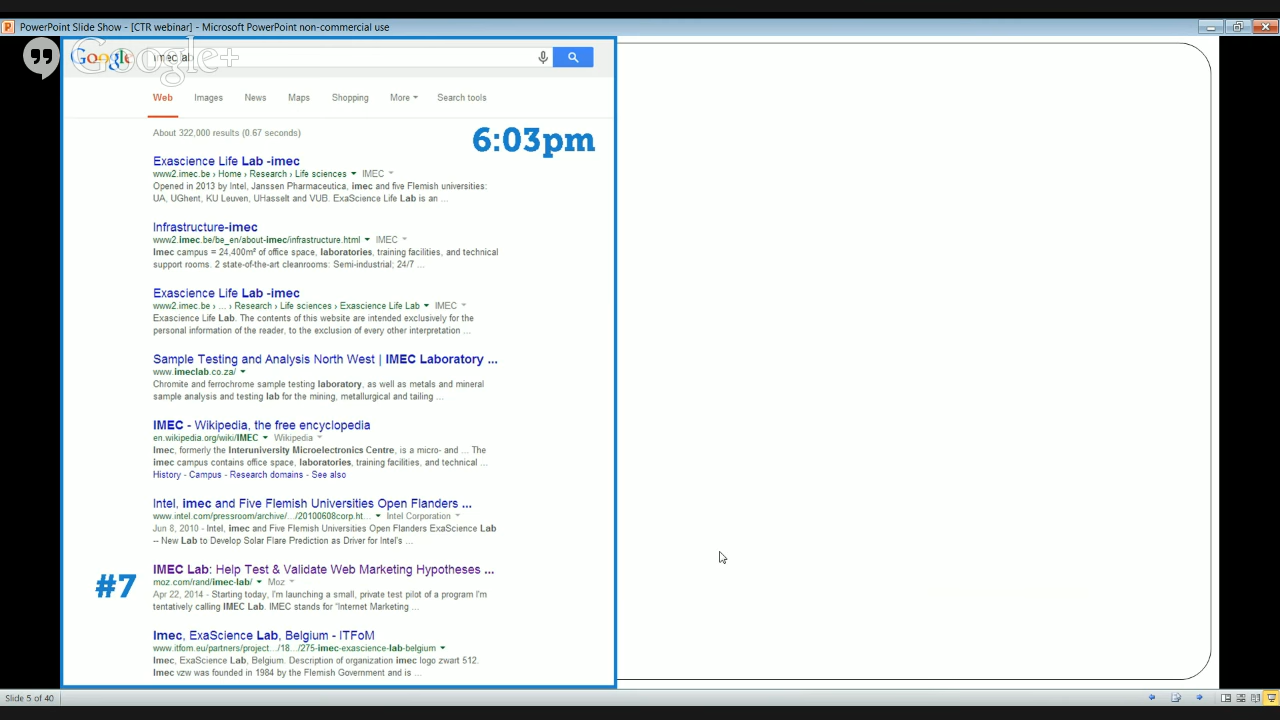 PowerPoint Slide Show - [CTR webinar] - Microsoft PowerPoint non-commercial use
Google+
Google
imec lab
Web Images News Maps Shopping More Search tools
About 322,000 results (0.67 seconds)
6:03pm
Exascience Life Lab -imec
www2.imec.be › Home › Research › Life sciences IMEC
Opened in 2013 by Intel, Janssen Pharmaceutica, imec and five Flemish universities:
UA, UGhent, KU Leuven, UHasselt and VUB. ExaScience Life Lab is an ...
Infrastructure-imec
www2.imec.be/be_en/about-imec/infrastructure.html IMEC
Imec campus = 24,400m² of office space, laboratories, training facilities, and technical
support rooms. 2 state-of-the-art cleanrooms: Semi-industrial; 24/7 ...
Exascience Life Lab -imec
www2.imec.be › ... › Research › Life sciences › Exascience Life Lab IMEC
Exascience Life Lab. The contents of this website are intended exclusively for the
personal information of the reader, to the exclusion of every other interpretation ...
Sample Testing and Analysis North West | IMEC Laboratory ...
www.imeclab.co.za/
Chromite and ferrochrome sample testing laboratory, as well as metals and mineral
sample analysis and testing lab for the mining, metallurgical and tailing ...
IMEC - Wikipedia, the free encyclopedia
en.wikipedia.org/wiki/IMEC Wikipedia
Imec, formerly the Interuniversity Microelectronics Centre, is a micro- and ... The
imec campus contains office space, laboratories, training facilities, and technical ...
History - Campus - Research domains - See also
Intel, imec and Five Flemish Universities Open Flanders ...
www.intel.com/pressroom/archive/.../20100608corp.ht... Intel Corporation
Jun 8, 2010 - Intel, imec and Five Flemish Universities Open Flanders ExaScience Lab
-- New Lab to Develop Solar Flare Prediction as Driver for Intel's ...
#7
IMEC Lab: Help Test & Validate Web Marketing Hypotheses ...
moz.com/rand/imec-lab/ Moz
Apr 22, 2014 - Starting today, I'm launching a small, private test pilot of a program I'm
tentatively calling IMEC Lab. IMEC stands for "Internet Marketing ...
Imec, ExaScience Lab, Belgium - ITFoM
www.itfom.eu/partners/project.../18.../275-imec-exascience-lab-belgium
Imec, ExaScience Lab, Belgium. Description of organization imec logo zwart 512.
Imec vzw was founded in 1984 by the Flemish Government and is ...
Slide 5 of 40